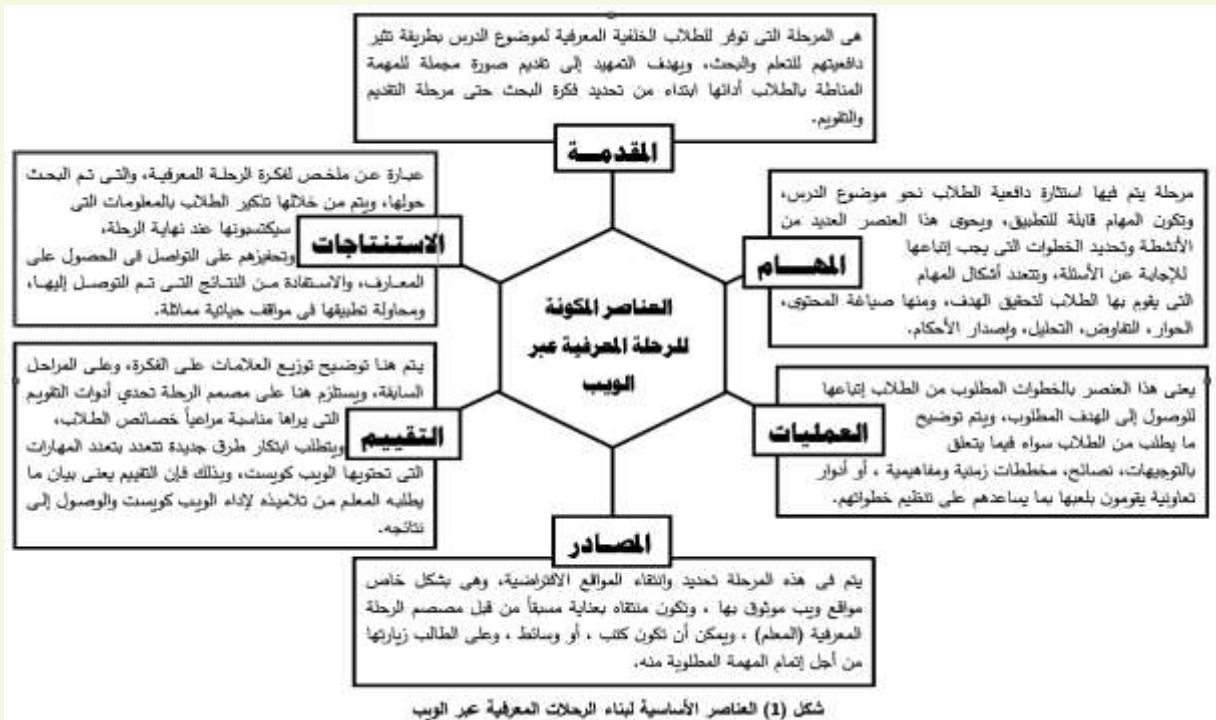 هى المرحلة التى توفر للطلاب الخلفية المعرفية لموضوع الدرس بطريقة تثير
دافعيتهم للتعلم والبحث، ويهدف التمهيد إلى تقديم صورة مجملة للمهمة
المناطة بالطلاب أدائها ابتداء من تحديد فكرة البحث حتى مرحلة التقديم
والتقويم.
المقدمــة
مرحلة يتم فيها استثارة دافعية الطلاب نحو موضوع الدرس،
وتكون المهام قابلة للتطبيق، ويحوى هذا العنصر العديد من
الأنشطة وتحديد الخطوات التى يجب إتباعها
للإجابة عن الأسئلة، وتتعدد أشكال المهام
التى يقوم بها الطلاب لتحقيق الهدف، ومنها صياغة المحتوى،
الحوار، التفاوض، التحليل، وإصدار الأحكام.
المهـــام
يعنى هذا العنصر بالخطوات المطلوب من الطلاب إتباعها
للوصول إلى الهدف المطلوب، ويتم توضيح
ما يطلب من الطلاب سواء فيما يتعلق
بالتوجيهات، نصائح، مخططات زمنية ومفاهيمية ، أو أدوار
تعاونية يقومون بلعبها بما يساعدهم على تنظيم خطواتهم.
العمليات
المصــادر
يتم فى هذه المرحلة تحديد وانتقاء المواقع الافتراضية، وهى بشكل خاص
مواقع ويب موثوق بها ، وتكون منتقاه بعناية مسبقاً من قبل مصمم الرحلة
المعرفية (المعلم) ، ويمكن أن تكون كتب ، أو وسائط ، وعلى الطالب زيارتها
من أجل إتمام المهمة المطلوبة منه.
يتم هنا توضيح توزيع العلامات على الفكرة، وعلى المراحل
السابقة، ويستلزم هنا على مصمم الرحلة تحدي أدوات التقويم
التى يراها مناسبة مراعياً خصائص الطلاب،
ويتطلب ابتكار طرق جديدة تتعدد بتعدد المهارات
التى تحتويها الويب كويست، وبذلك فإن التقييم يعنى بيان ما
يطلبه المعلم من تلاميذه لإداء الويب كويست والوصول إلى
نتائجه.
التقييم
عبارة عن ملخص لفكرة الرحلة المعرفية، والتى تم البحث
حولها، ويتم من خلالها تذكير الطلاب بالمعلومات التى
سيكتسبونها عند نهاية الرحلة،
وتحفيزهم على التواصل فى الحصول على
المعارف، والاستفادة من النتائج التى تم التوصل إليها،
ومحاولة تطبيقها فى مواقف حياتية مماثلة.
الاستنتاجات
العناصر المكونة
للرحلة المعرفية عبر
الويب
شكل (1) العناصر الأساسية لبناء الرحلات المعرفية عبر الويب